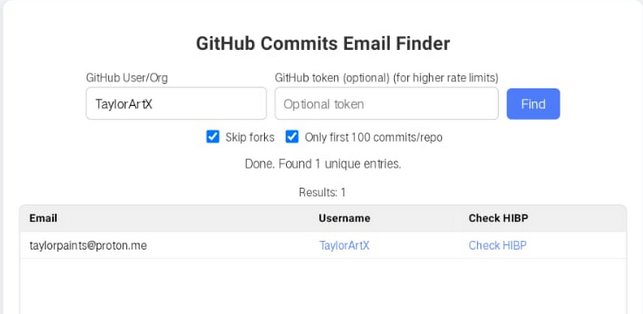 GitHub Commits Email Finder
GitHub User/Org GitHub token (optional) (for higher rate limits)
TaylorArtX Optional token Find
Skip forks Only first 100 commits/repo
Done. Found 1 unique entries.
Results: 1
Email Username Check HIBP
taylorpaints@proton.me TaylorArtX Check HIBP